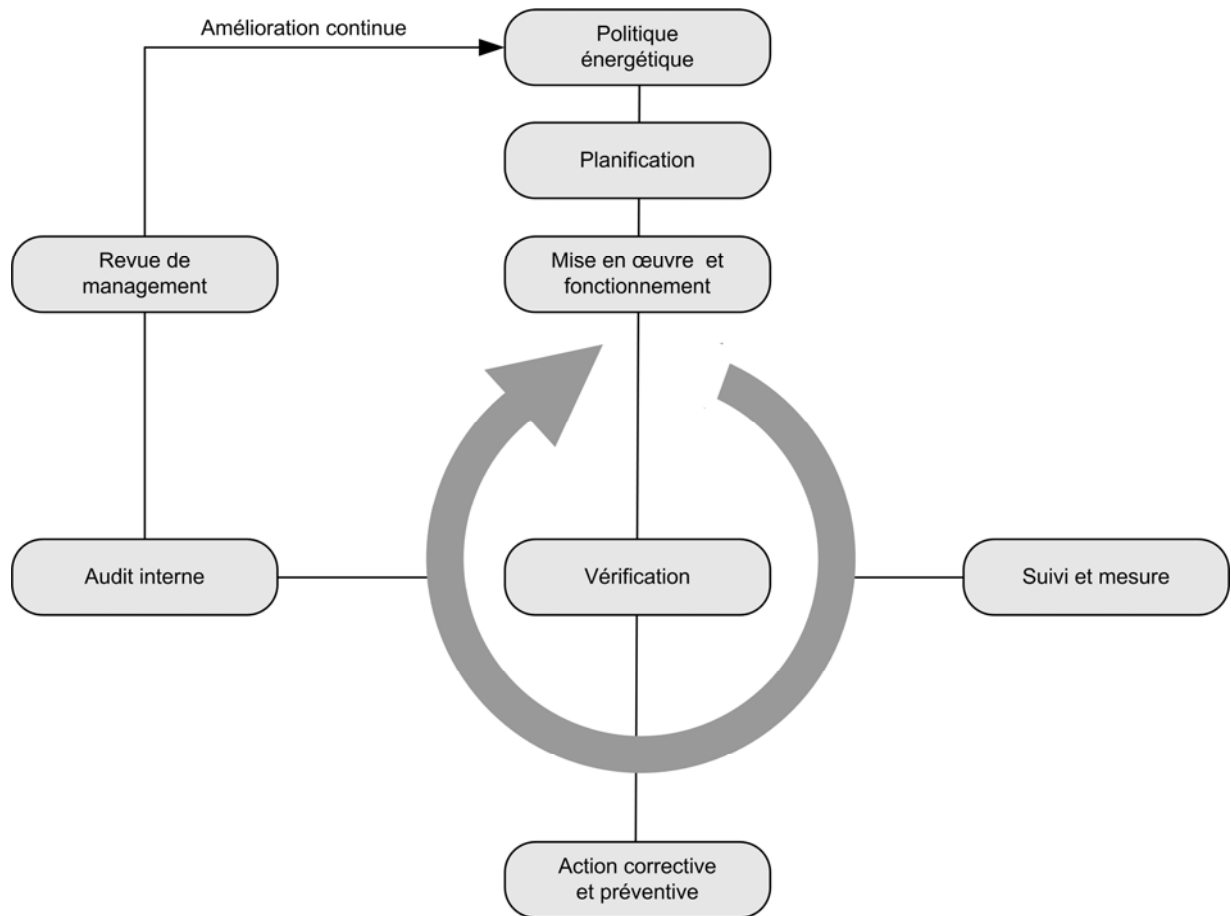 Amélioration continue
Politique
énergétique
Planification
Revue de
management
Mise en œuvre et
fonctionnement
Audit interne
Vérification
Suivi et mesure
Action corrective
et préventive